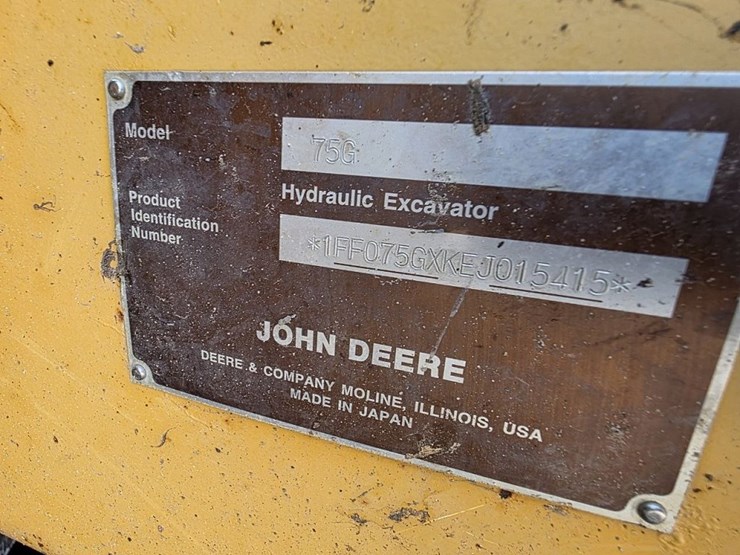 Model 75G
Hydraulic Excavator
Product
Identification
Number
*1FF075GXKEJ015415*
JOHN DEERE
DEERE & COMPANY MOLINE, ILLINOIS, USA
MADE IN JAPAN